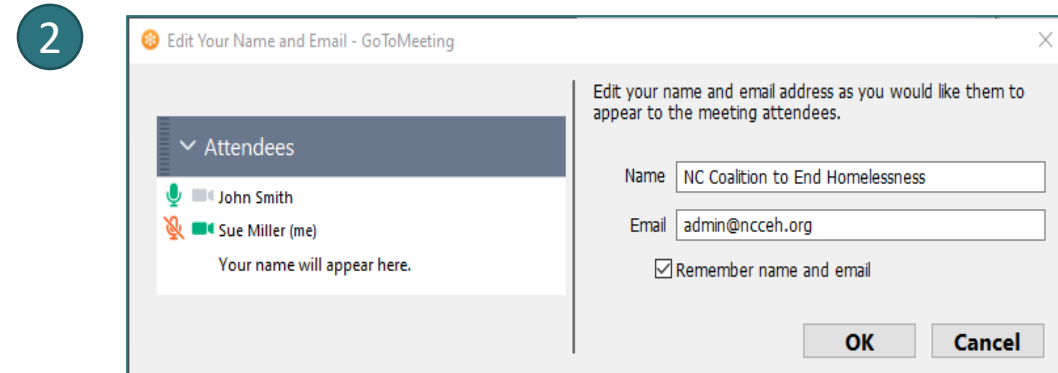 2
Edit Your Name and Email - GoToMeeting
Attendees
John Smith
Sue Miller (me)
Your name will appear here.
Edit your name and email address as you would like them to
appear to the meeting attendees.
Name NC Coalition to End Homelessness
Email admin@ncceh.org
Remember name and email
OK Cancel